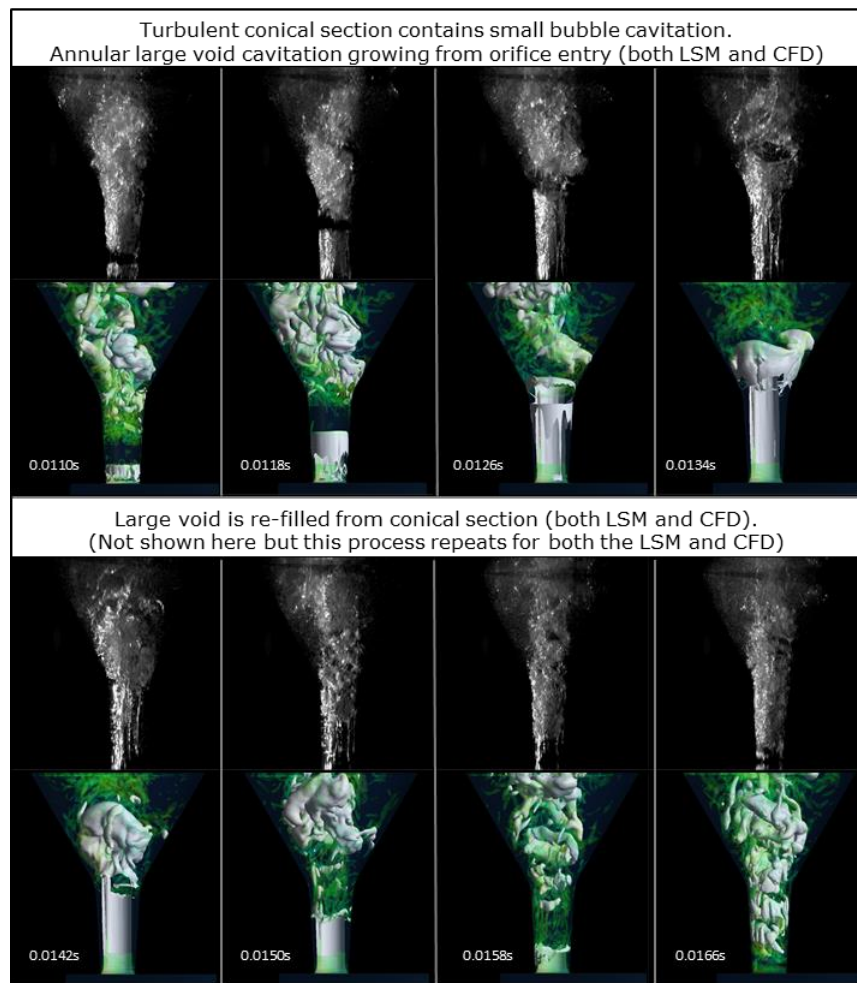 Turbulent conical section contains small bubble cavitation.
Annular large void cavitation growing from orifice entry (both LSM and CFD)
0.0110s
0.0118s
0.0126s
0.0134s
Large void is re-filled from conical section (both LSM and CFD).
(Not shown here but this process repeats for both the LSM and CFD)
0.0142s
0.0150s
0.0158s
0.0166s